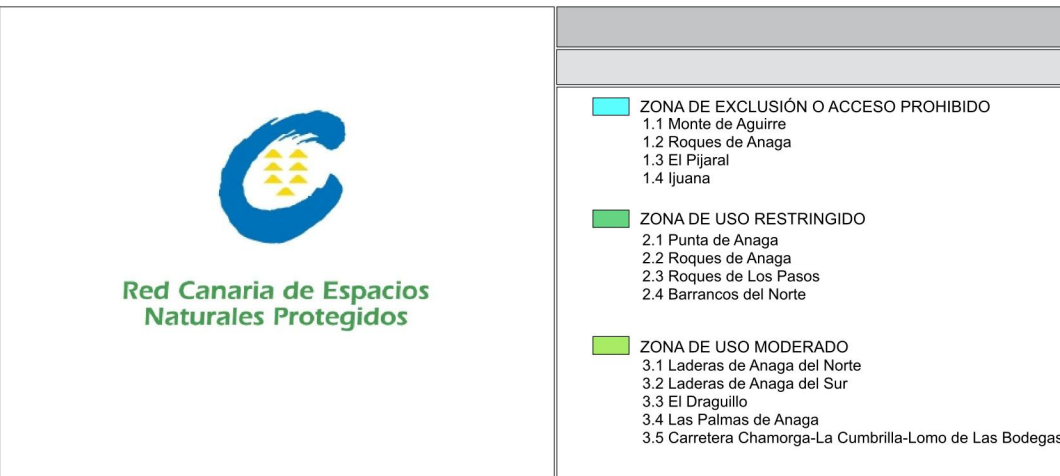 Red Canaria de Espacios
Naturales Protegidos
ZONA DE EXCLUSIÓN O ACCESO PROHIBIDO
1.1 Monte de Aguirre
1.2 Roques de Anaga
1.3 El Pijaral
1.4 Ijuana
ZONA DE USO RESTRINGIDO
2.1 Punta de Anaga
2.2 Roques de Anaga
2.3 Roques de Los Pasos
2.4 Barrancos del Norte
ZONA DE USO MODERADO
3.1 Laderas de Anaga del Norte
3.2 Laderas de Anaga del Sur
3.3 El Draguillo
3.4 Las Palmas de Anaga
3.5 Carretera Chamorga-La Cumbrilla-Lomo de Las Bodegas